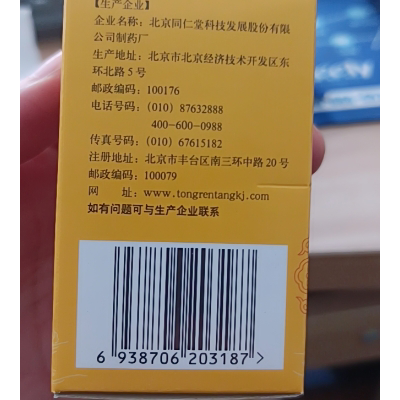 【生产企业】
企业名称：北京同仁堂科技发展股份有限
公司制药厂
生产地址：北京市北京经济技术开发区东
环北路5号
邮政编码：100176
电话号码：（010）87632888
400-600-0988
传真号码：（010）67615182
注册地址：北京市丰台区南三环中路20号
邮政编码：100079
网 址：www.tongrentangkj.com
如有问题可与生产企业联系
6 938706 203187>